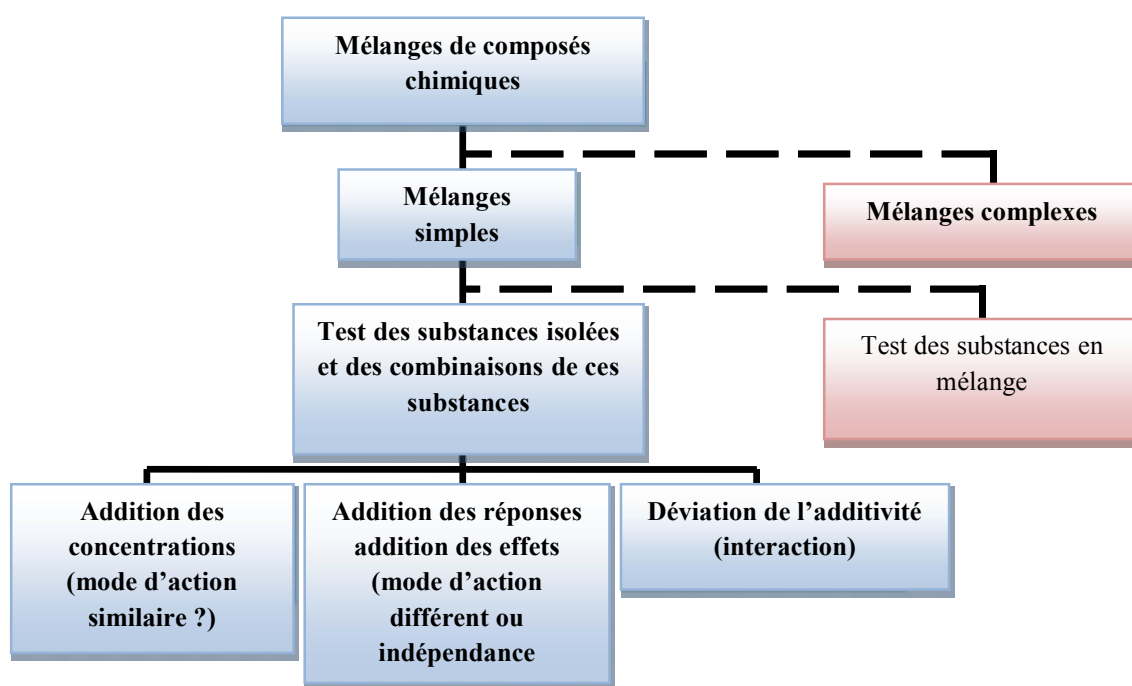 Mélanges de composés
chimiques
Mélanges
simples
Mélanges complexes
Test des substances isolées
et des combinaisons de ces
substances
Test des substances en
mélange
Addition des
concentrations
(mode d’action
similaire ?)
Addition des réponses
addition des effets
(mode d’action
différent ou
indépendance
Déviation de l’additivité
(interaction)